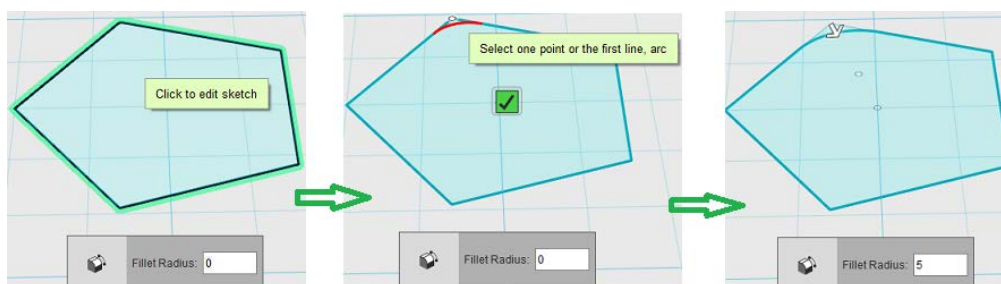 Click to edit sketch
Fillet Radius: 0
Select one point or the first line, arc
Fillet Radius: 0
Fillet Radius: 5